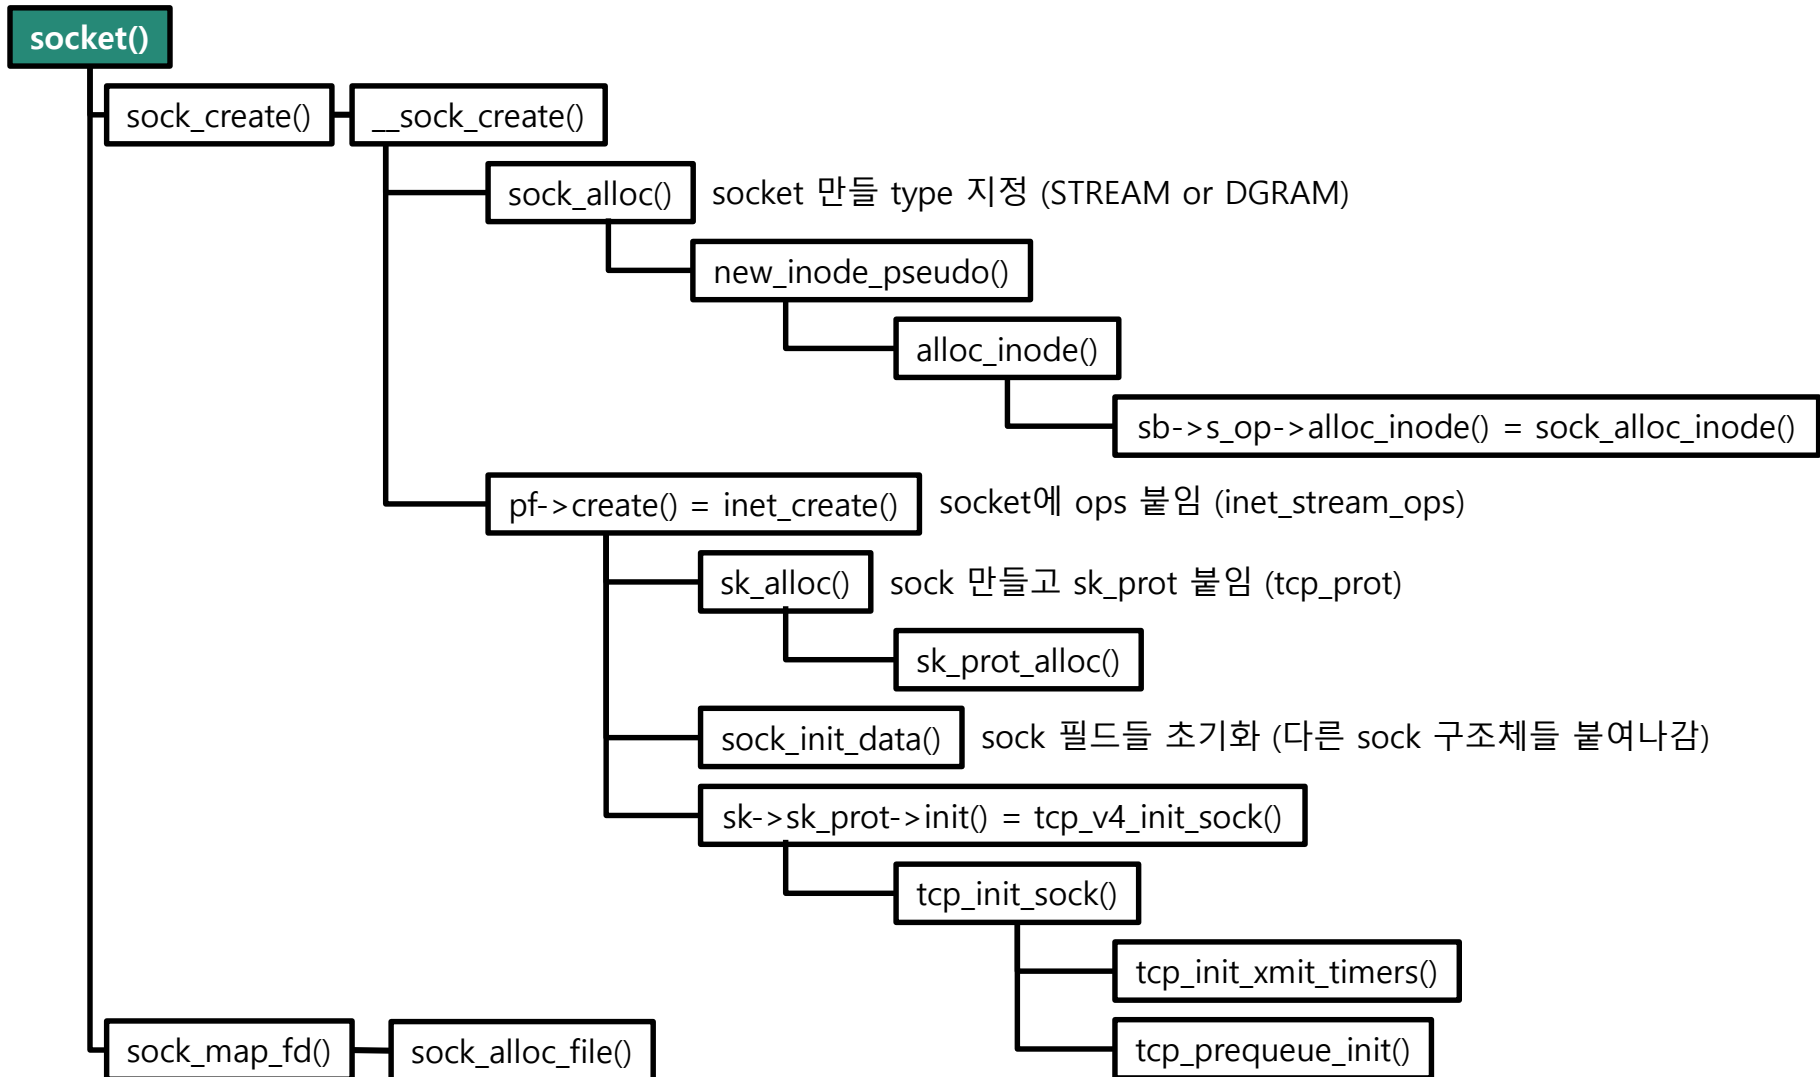 socket()
sock_create() __sock_create()
sock_alloc() socket 만들 type 지정 (STREAM or DGRAM)
new_inode_pseudo()
alloc_inode()
sb->s_op->alloc_inode() = sock_alloc_inode()
pf->create() = inet_create() socket에 ops 붙임 (inet_stream_ops)
sk_alloc() sock 만들고 sk_prot 붙임 (tcp_prot)
sk_prot_alloc()
sock_init_data() sock 필드들 초기화 (다른 sock 구조체들 붙여나감)
sk->sk_prot->init() = tcp_v4_init_sock()
tcp_init_sock()
tcp_init_xmit_timers()
sock_map_fd() sock_alloc_file() tcp_prequeue_init()